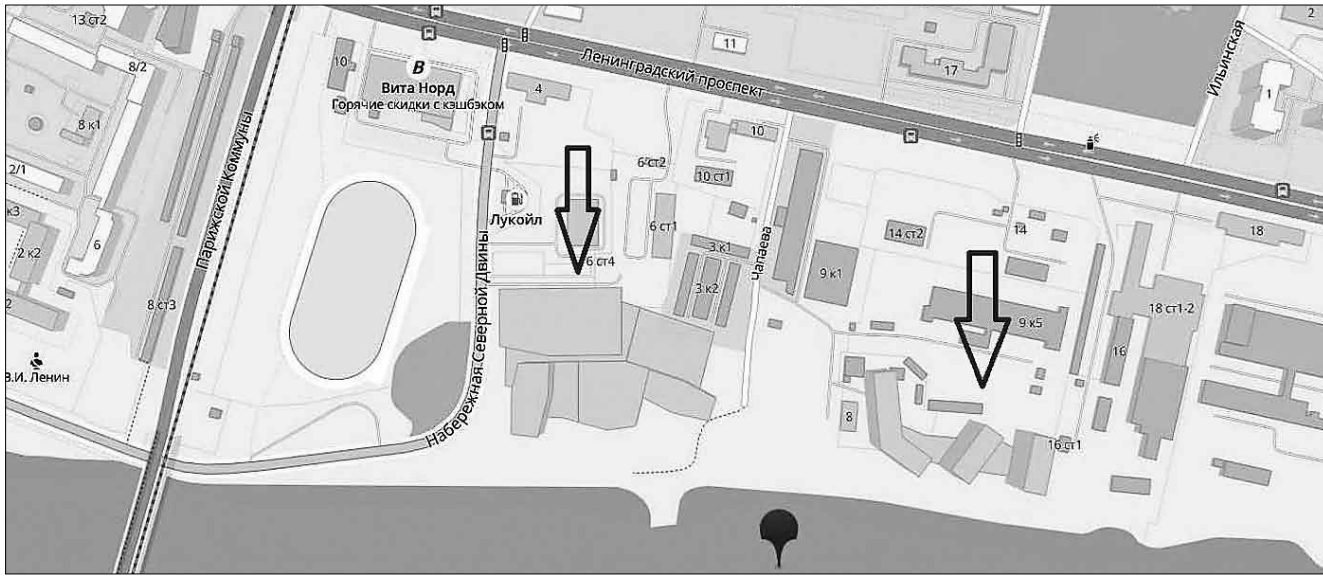 13 ст2
8/2
8 к1
2/1
к3
2 к2
6
2
8 ст3
В.И. Ленин
Парижской Коммуны
10
В
Вита Норд
Горячие скидки с кэшбэком
4
Лукойл
Набережная Северной Двины
6 ст2
6 ст1
6 ст4
11
Ленинградский проспект
10
10 ст1
3 к1
3 к2
Чапаева
9 к1
17
14 ст2
14
9 к5
8
16 ст1
16
18 ст1-2
18
Ильинская
1
2